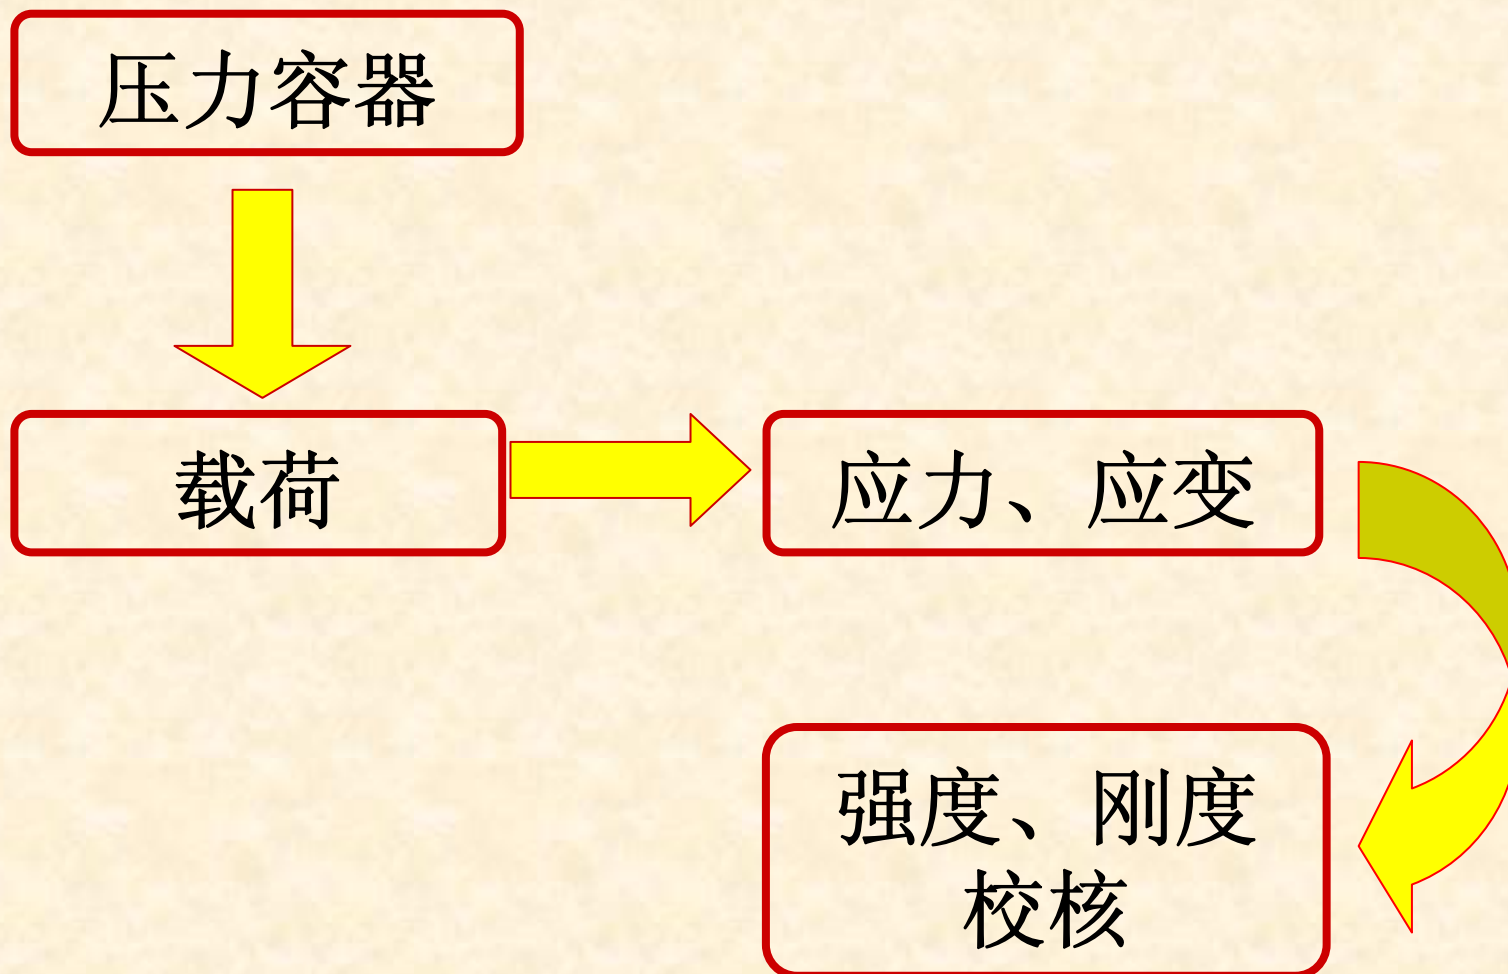 压力容器
载荷
应力、应变
强度、刚度
校核